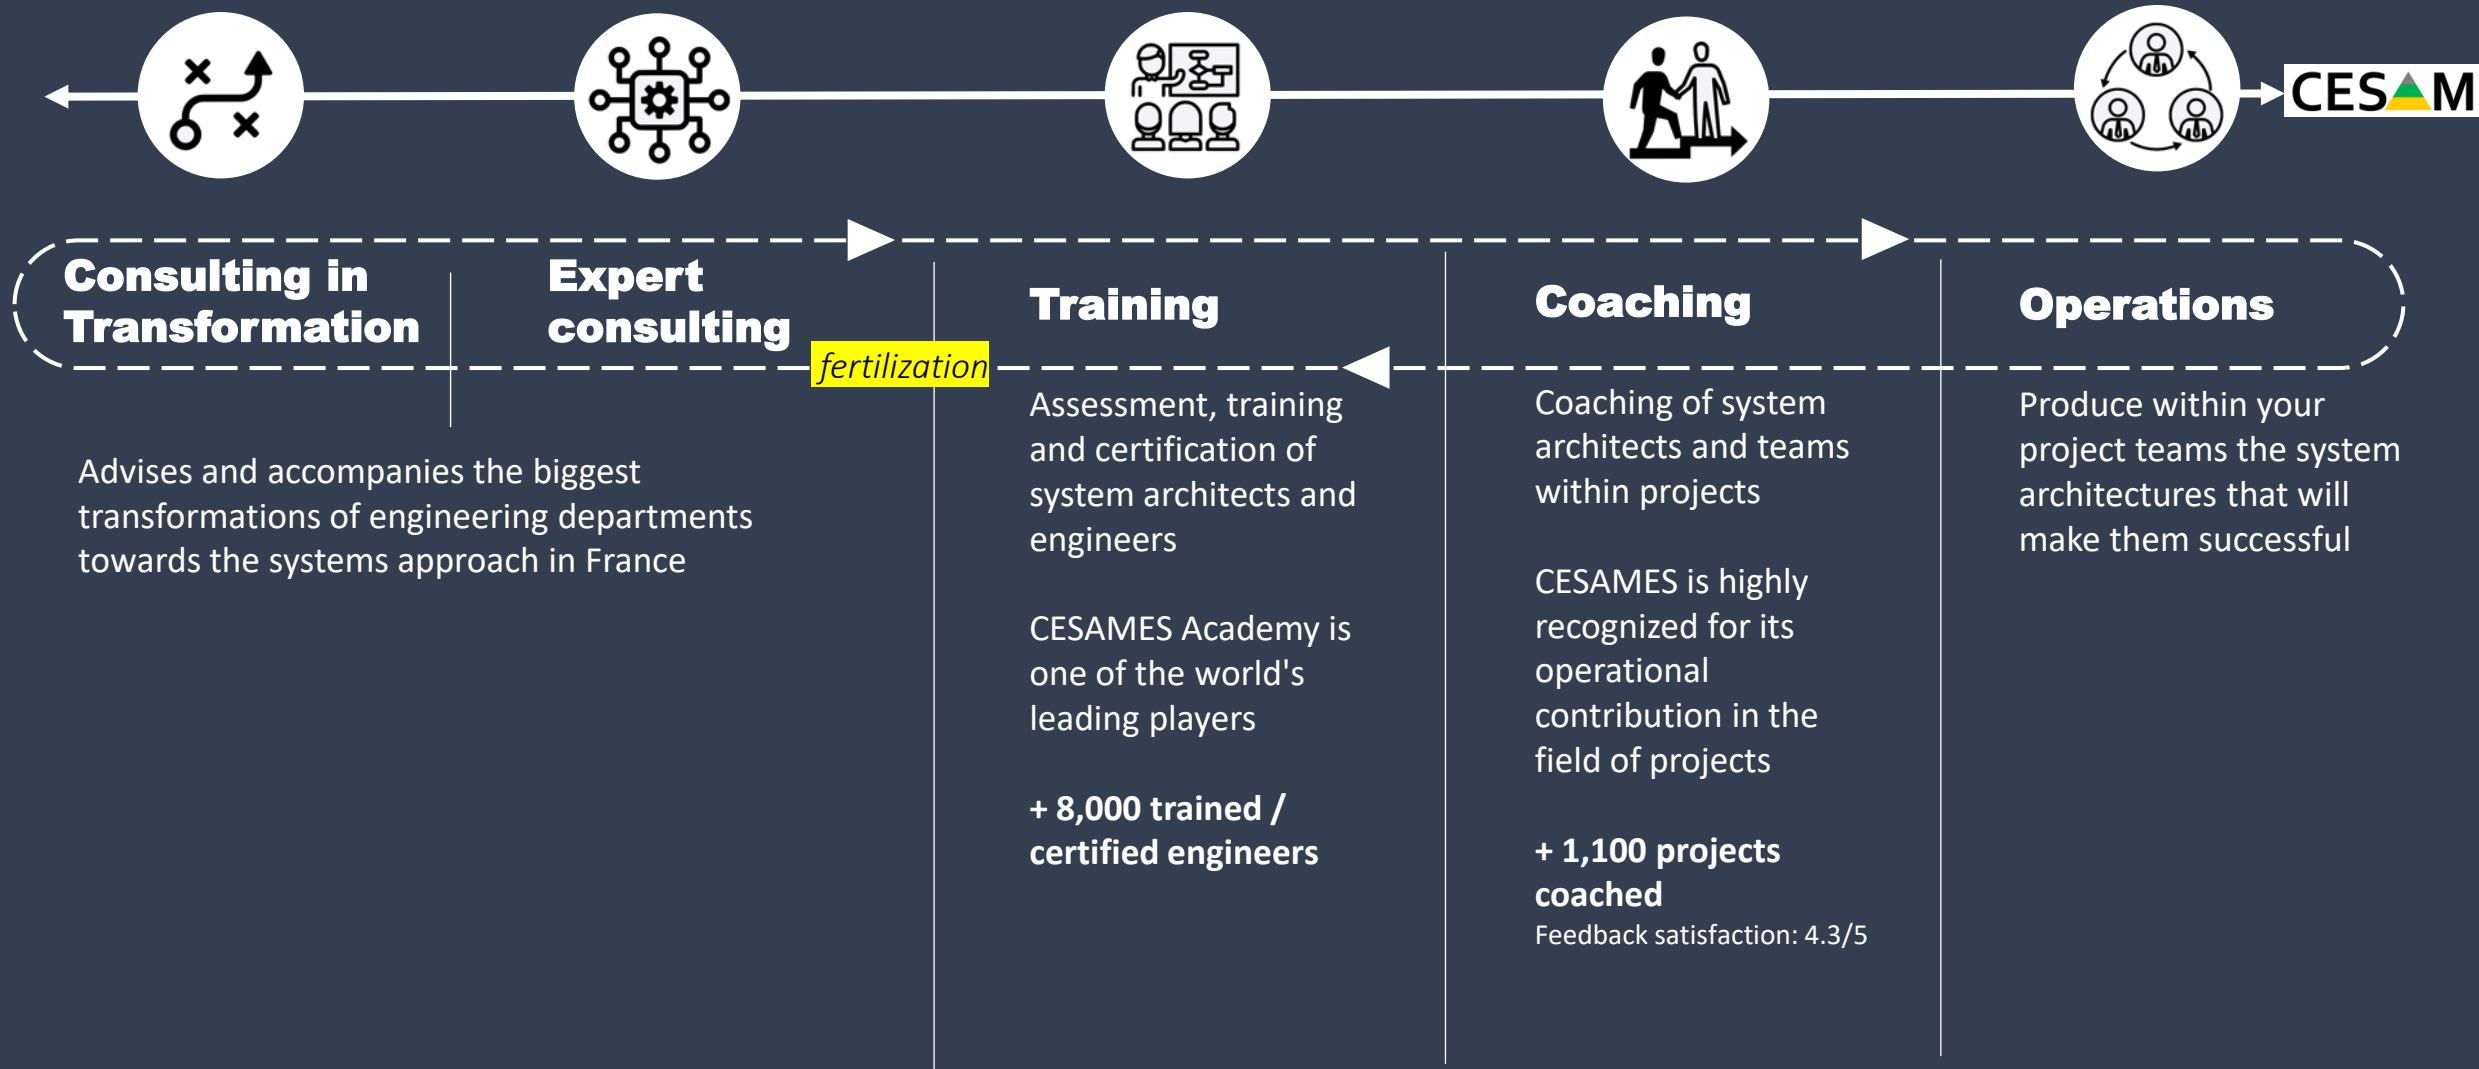 CESAM
Consulting in
Transformation
Expert
consulting
fertilization
Training
Coaching
Operations
Advises and accompanies the biggest
transformations of engineering departments
towards the systems approach in France
Assessment, training
and certification of
system architects and
engineers
CESAMES Academy is
one of the world's
leading players
+ 8,000 trained /
certified engineers
Coaching of system
architects and teams
within projects
CESAMES is highly
recognized for its
operational
contribution in the
field of projects
+ 1,100 projects
coached
Feedback satisfaction: 4.3/5
Produce within your
project teams the system
architectures that will
make them successful